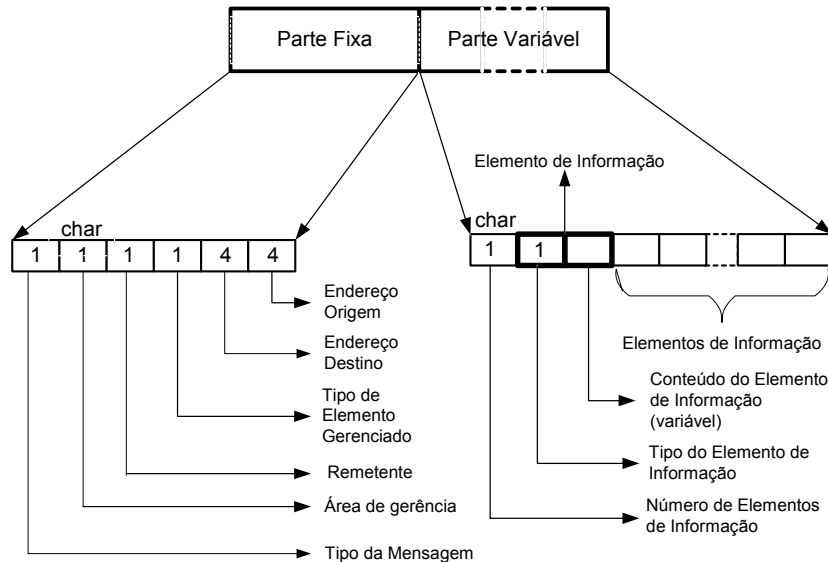 Parte Fixa
Parte Variável
Elemento de Informação
char
1 1 1 1 4 4
char
1 1
Endereço
Origem
Endereço
Destino
Tipo de
Elemento
Gerenciado
Remetente
Área de gerência
Tipo da Mensagem
Elementos de Informação
Conteúdo do Elemento
de Informação
(variável)
Tipo do Elemento de
Informação
Número de Elementos
de Informação